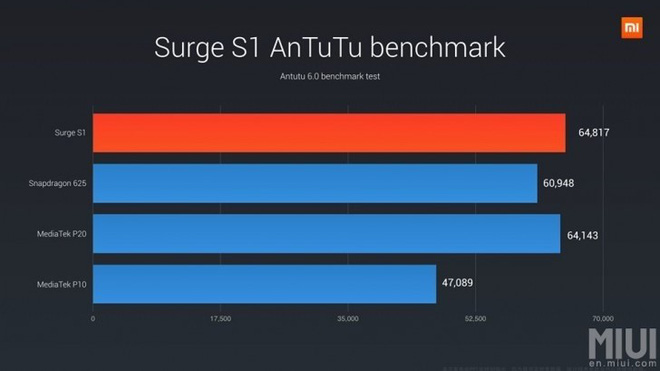 mi
Surge S1 AnTuTu benchmark
Antutu 6.0 benchmark test
Surge S1 64,817
Snapdragon 625 60,948
MediaTek P20 64,143
MediaTek P10 47,089
0 17,500 35,000 52,500 70,000
MIUI
en.miui.com